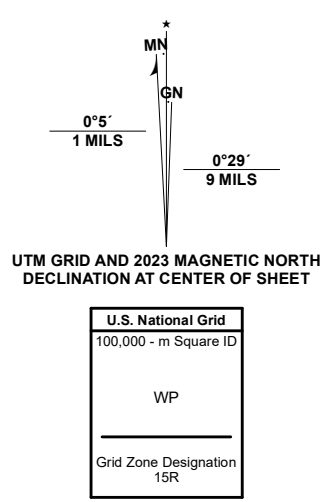 ★
MN
GN
0°5´
1 MILS
0°29´
9 MILS
UTM GRID AND 2023 MAGNETIC NORTH
DECLINATION AT CENTER OF SHEET
U.S. National Grid
100,000 - m Square ID
WP
Grid Zone Designation
15R